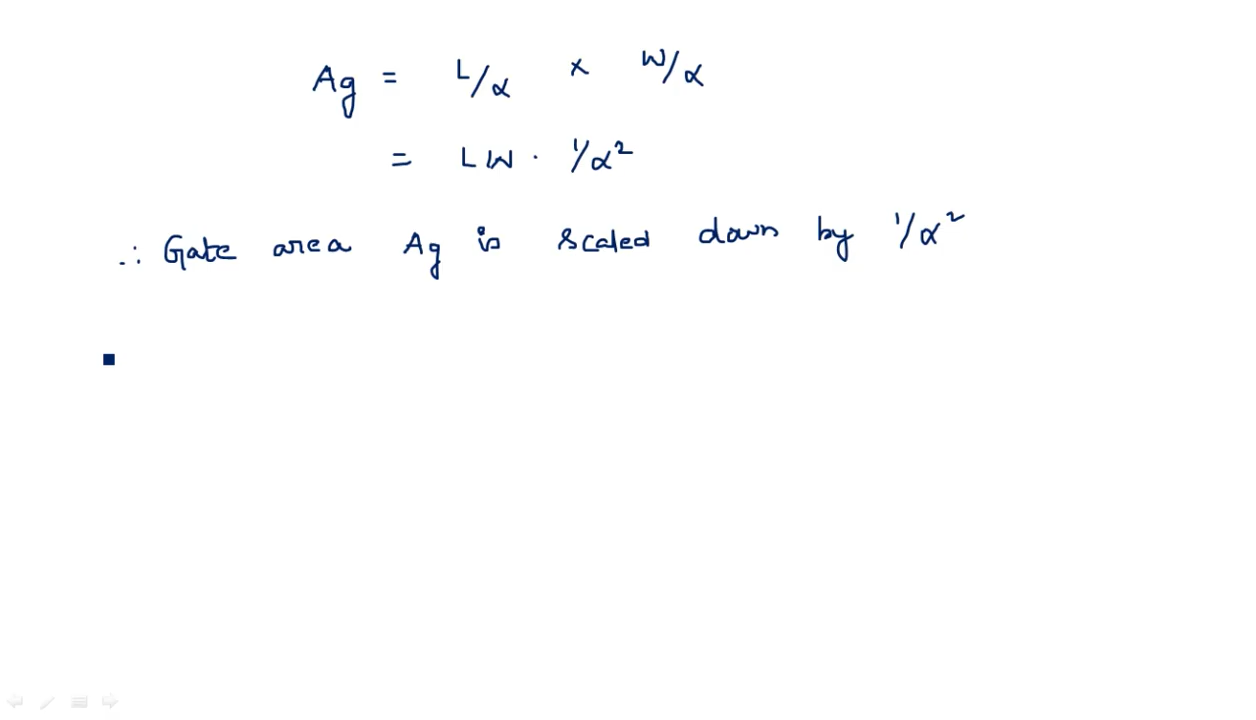 Ag = L/α × W/α
= LW · 1/α²
∴ Gate area Ag is scaled down by 1/α²